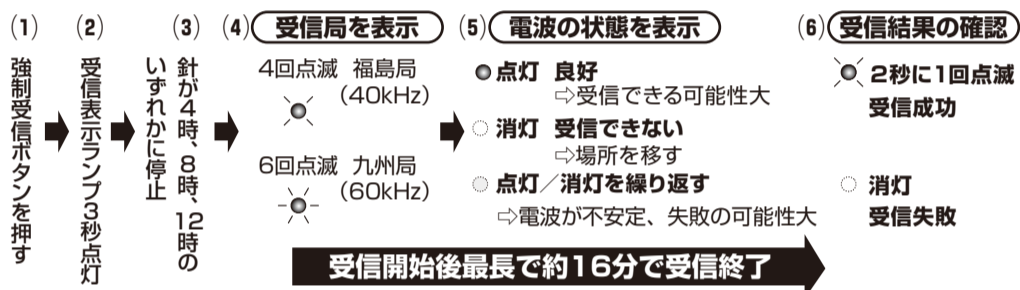 (1)
強制受信ボタンを押す
(2)
受信表示ランプ3秒点灯
(3)
針が4時、8時、12時の
いずれかに停止
(4) 受信局を表示
4回点滅 福島局
(40kHz)
6回点滅 九州局
(60kHz)
(5) 電波の状態を表示
点灯 良好
⇨受信できる可能性大
消灯 受信できない
⇨場所を移す
点灯／消灯を繰り返す
⇨電波が不安定、失敗の可能性大
(6) 受信結果の確認
2秒に1回点滅
受信成功
消灯
受信失敗
受信開始後最長で約16分で受信終了